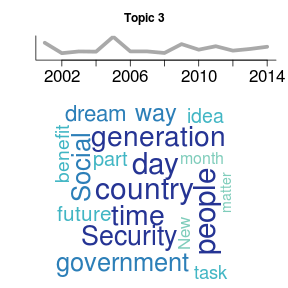 Topic 3
2002 2006 2010 2014
dream way idea
generation
benefit
Social
part day month
country
people
matter
future time
Security New
government
task